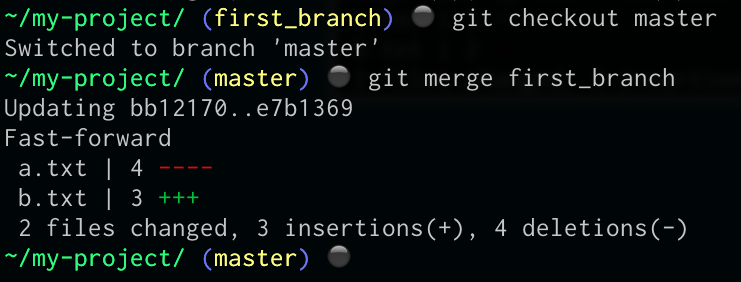 ~/my-project/ (first_branch) ⚫ git checkout master
Switched to branch 'master'
~/my-project/ (master) ⚫ git merge first_branch
Updating bb12170..e7b1369
Fast-forward
 a.txt | 4 ----
 b.txt | 3 +++
 2 files changed, 3 insertions(+), 4 deletions(-)
~/my-project/ (master) ⚫